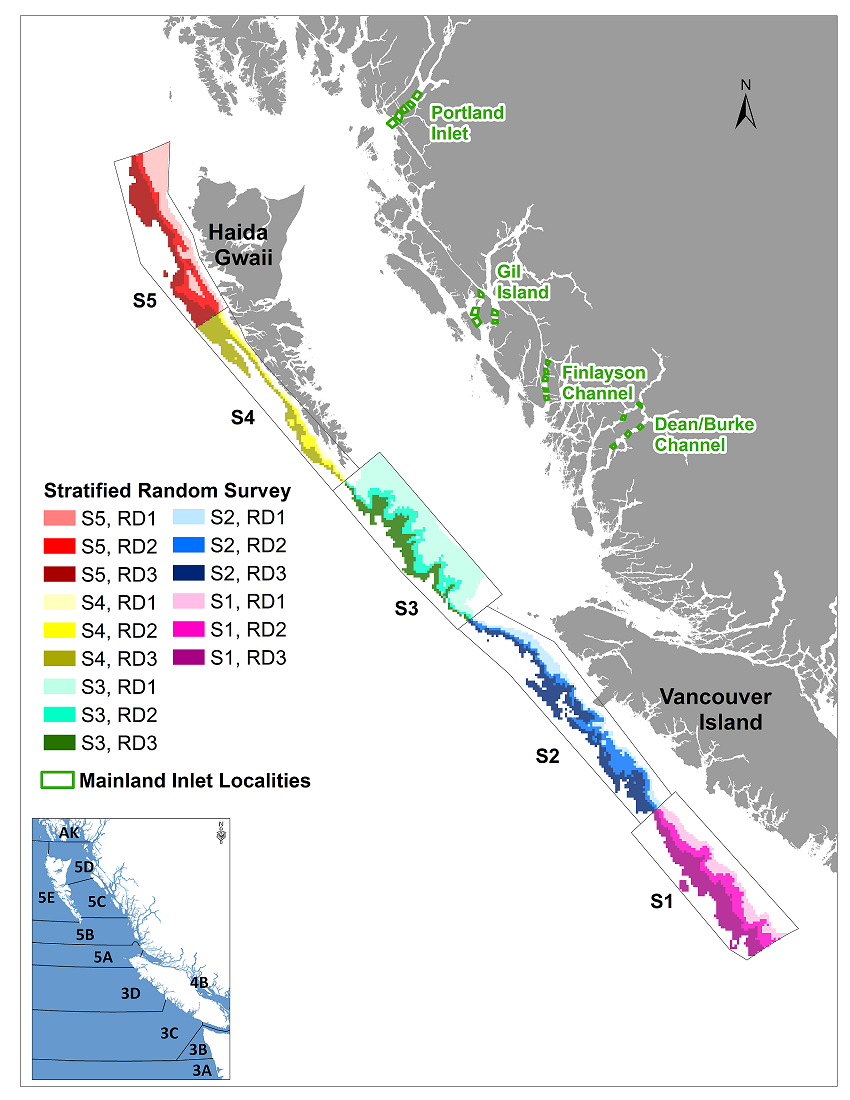 N
Portland
Inlet
Haida
Gwaii
Gil
Island
S5
Finlayson
Channel
S4
Dean/Burke
Channel
Stratified Random Survey
S5, RD1
S5, RD2
S5, RD3
S4, RD1
S4, RD2
S4, RD3
S3, RD1
S3, RD2
S3, RD3
S2, RD1
S2, RD2
S2, RD3
S1, RD1
S1, RD2
S1, RD3
Mainland Inlet Localities
S3
Vancouver
Island
S2
S1
AK
5D
5E
5C
5B
5A
4B
3D
3C
3B
3A